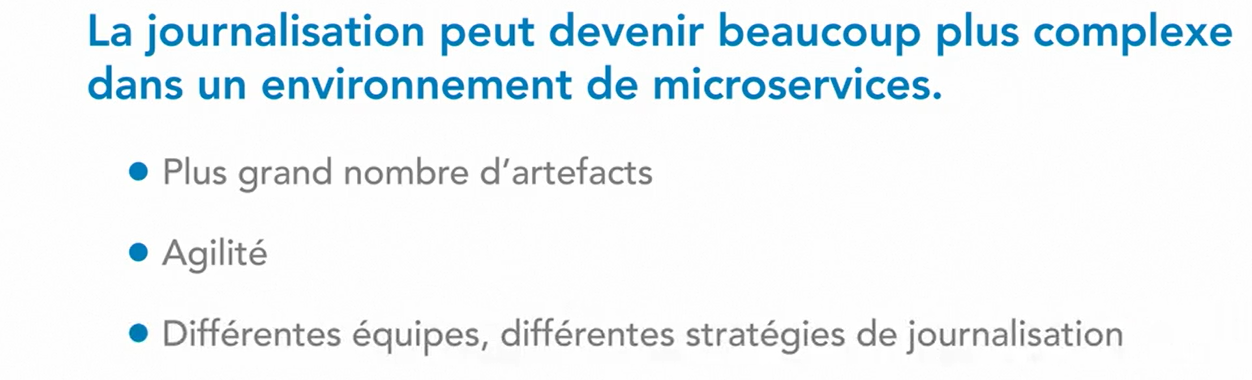 La journalisation peut devenir beaucoup plus complexe
dans un environnement de microservices.
● Plus grand nombre d’artefacts
● Agilité
● Différentes équipes, différentes stratégies de journalisation